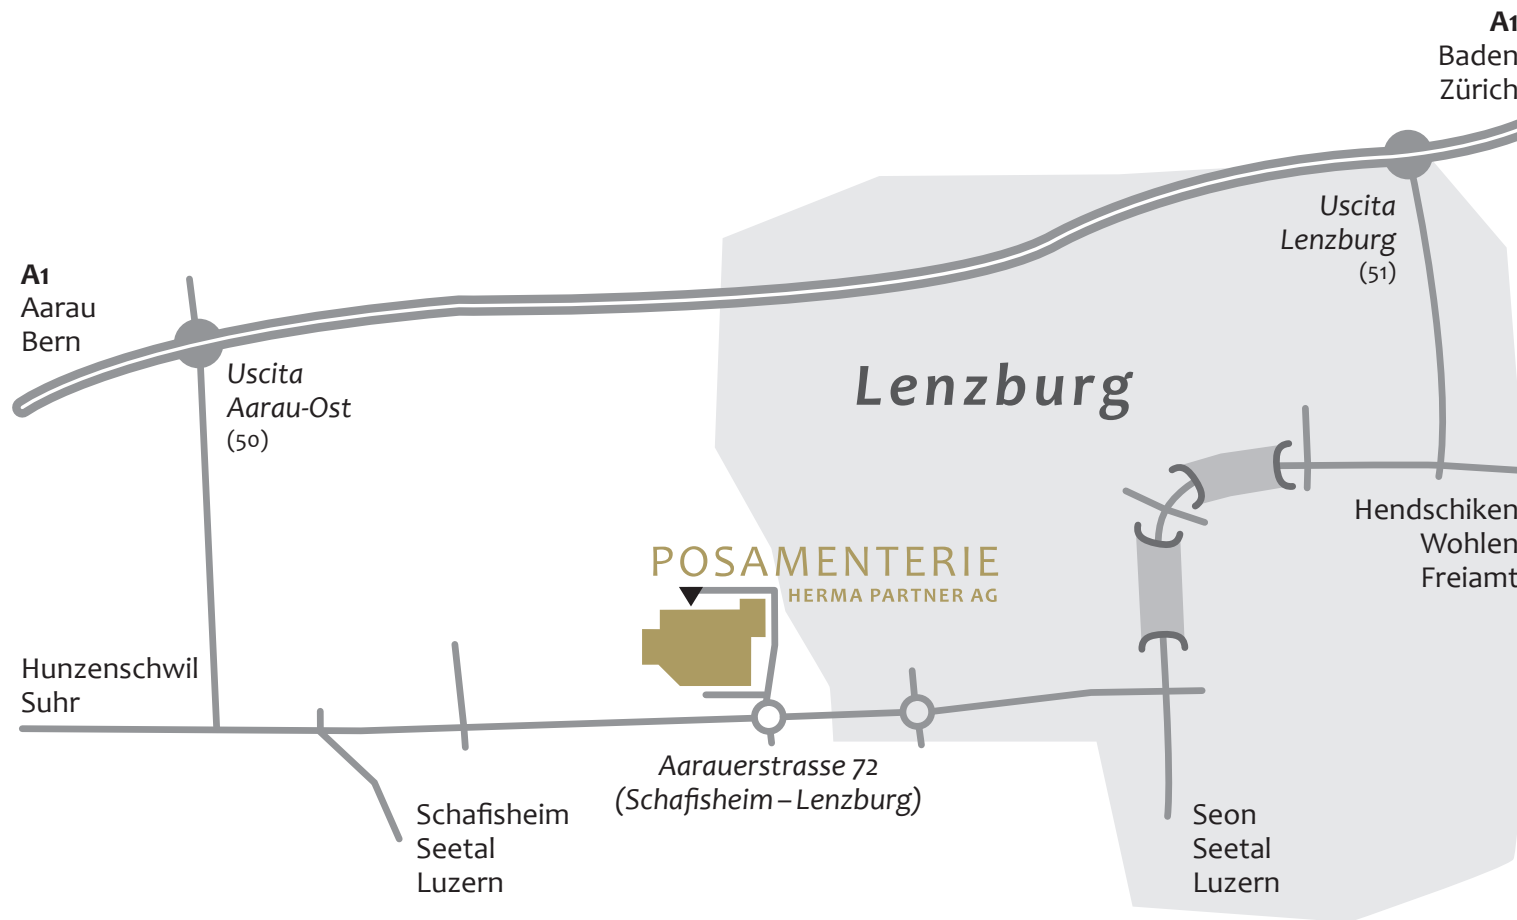 A1
Baden
Zürich
Uscita
Lenzburg
(51)
A1
Aarau
Bern
Uscita
Aarau-Ost
(50)
Lenzburg
Hendschiken
Wohlen
Freiamt
POSAMENTERIE
HERMA PARTNER AG
Hunzenschwil
Suhr
Aarauerstrasse 72
(Schafisheim – Lenzburg)
Schafisheim
Seetal
Luzern
Seon
Seetal
Luzern